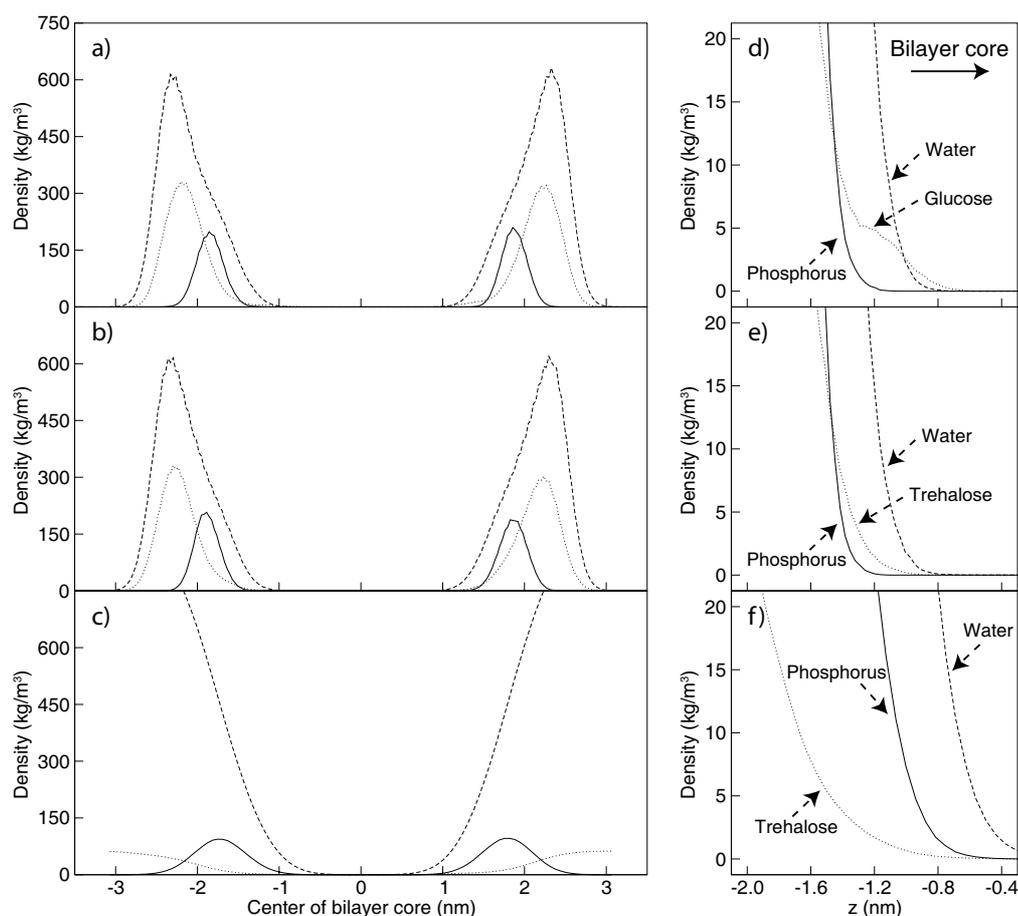 a)
750
600
450
300
150
0
Density (kg/m³)
b)
600
450
300
150
0
Density (kg/m³)
c)
600
450
300
150
0
Density (kg/m³)
-3 -2 -1 0 1 2 3
Center of bilayer core (nm)
d)
20
15
10
5
0
Density (kg/m³)
Bilayer core
Water
Glucose
Phosphorus
e)
20
15
10
5
0
Density (kg/m³)
Water
Trehalose
Phosphorus
f)
20
15
10
5
0
Density (kg/m³)
Water
Phosphorus
Trehalose
-2.0 -1.6 -1.2 -0.8 -0.4
z (nm)